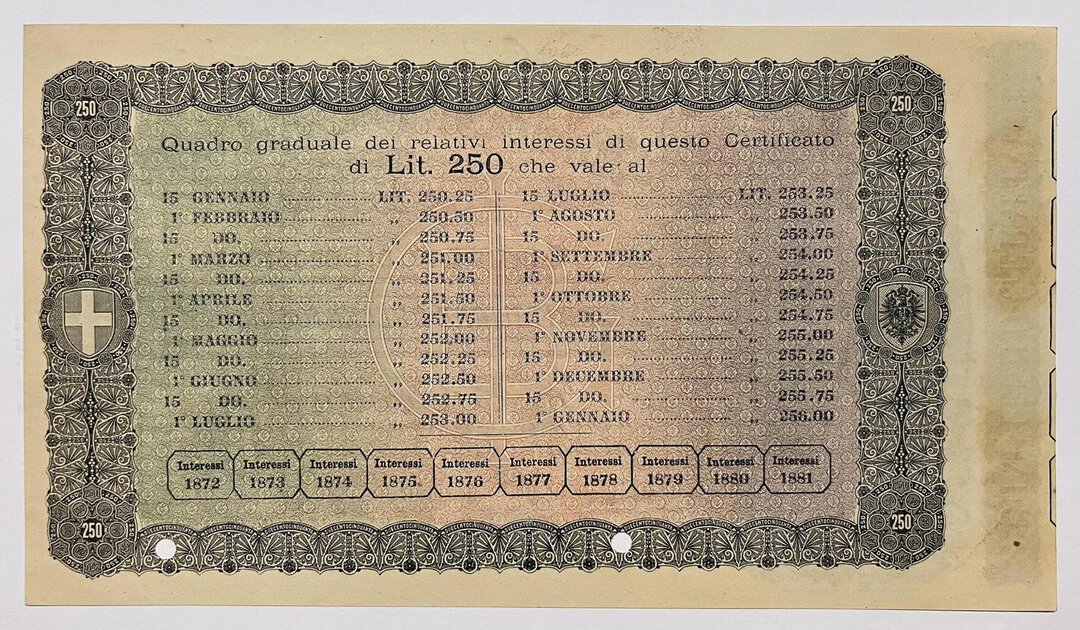 250
250
Quadro graduale dei relativi interessi di questo Certificato
di Lit. 250 che vale al
15 GENNAIO LIT. 250.25
1° FEBBRAIO „ 250.50
15 DO. „ 250.75
1° MARZO „ 251.00
15 DO. „ 251.25
1° APRILE „ 251.50
15 DO. „ 251.75
1° MAGGIO „ 252.00
15 DO. „ 252.25
1° GIUGNO „ 252.50
15 DO. „ 252.75
1° LUGLIO „ 253.00
15 LUGLIO LIT. 253.25
1° AGOSTO „ 253.50
15 DO. „ 253.75
1° SETTEMBRE „ 254.00
15 DO. „ 254.25
1° OTTOBRE „ 254.50
15 DO. „ 254.75
1° NOVEMBRE „ 255.00
15 DO. „ 255.25
1° DECEMBRE „ 255.50
15 DO. „ 255.75
1° GENNAIO „ 256.00
Interessi 1872
Interessi 1873
Interessi 1874
Interessi 1875
Interessi 1876
Interessi 1877
Interessi 1878
Interessi 1879
Interessi 1880
Interessi 1881
250
250